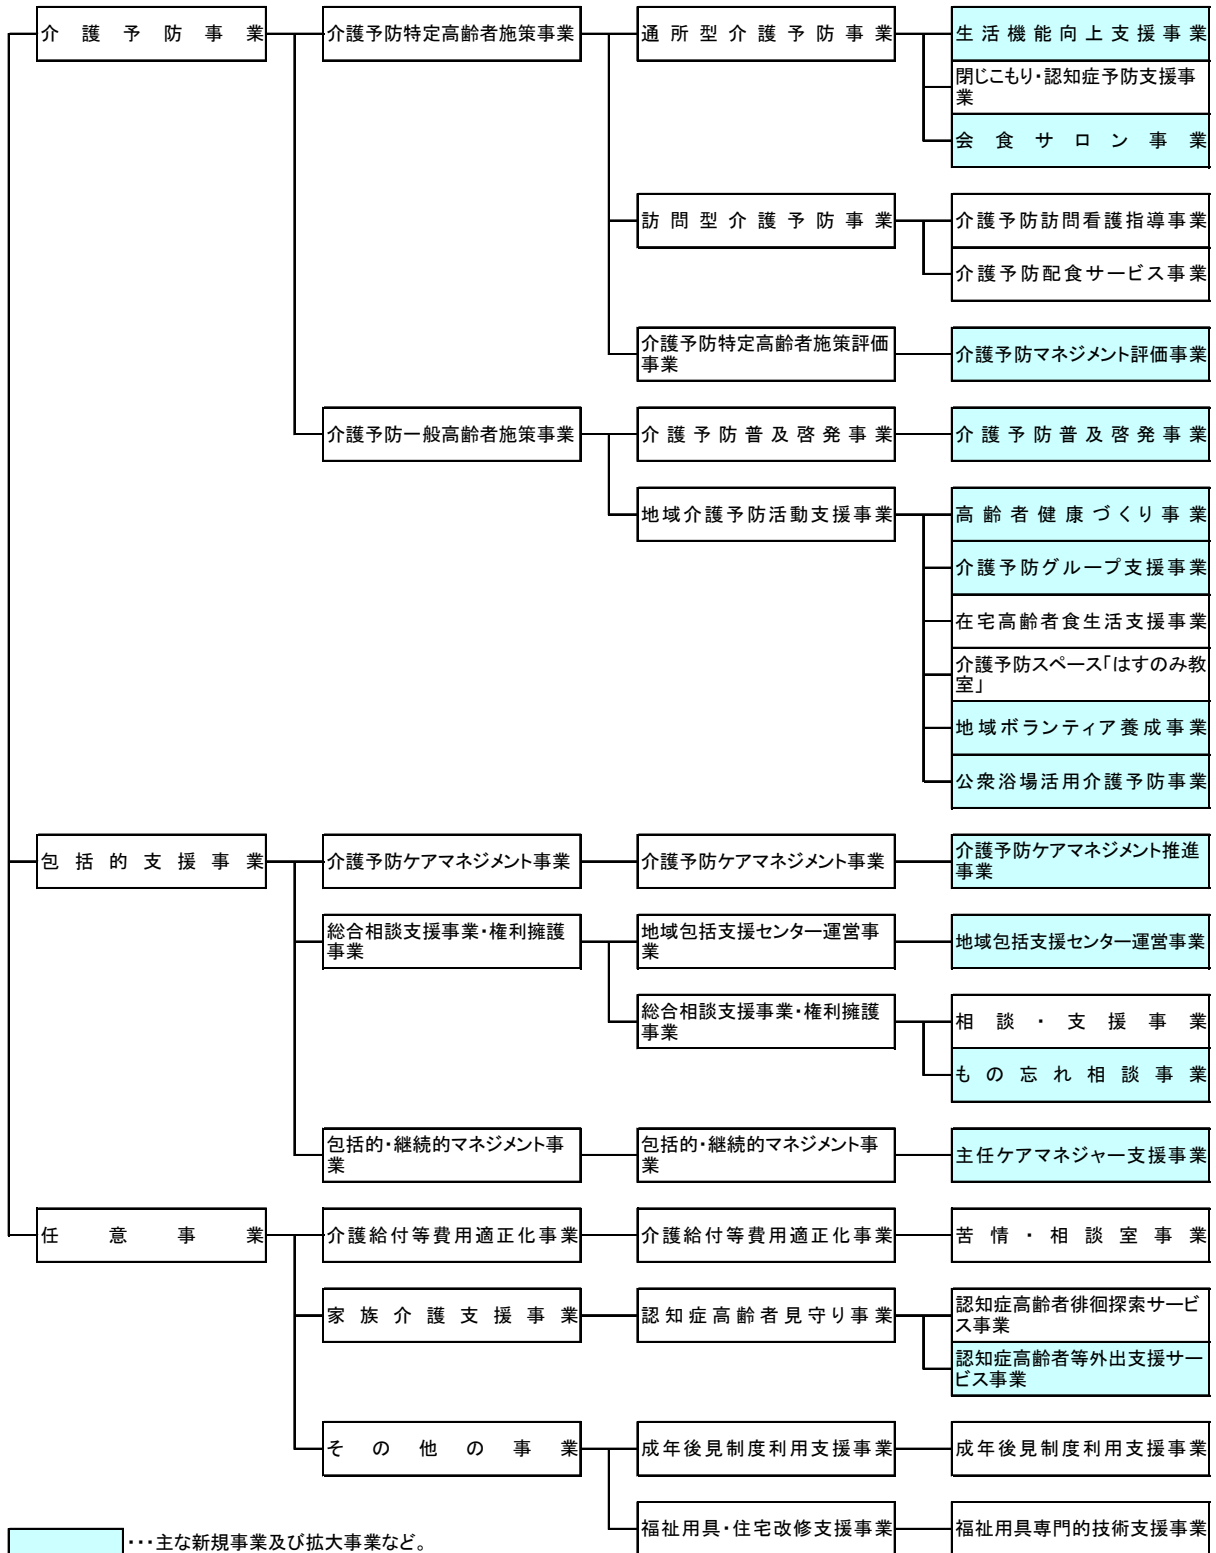 介護予防事業
介護予防特定高齢者施策事業
通所型介護予防事業
生活機能向上支援事業
閉じこもり・認知症予防支援事
業
会食サロン事業
訪問型介護予防事業
介護予防訪問看護指導事業
介護予防配食サービス事業
介護予防特定高齢者施策評価
事業
介護予防マネジメント評価事業
介護予防一般高齢者施策事業
介護予防普及啓発事業
介護予防普及啓発事業
地域介護予防活動支援事業
高齢者健康づくり事業
介護予防グループ支援事業
在宅高齢者食生活支援事業
介護予防スペース「はすのみ教
室」
地域ボランティア養成事業
公衆浴場活用介護予防事業
包括的支援事業
介護予防ケアマネジメント事業
介護予防ケアマネジメント事業
介護予防ケアマネジメント推進
事業
総合相談支援事業・権利擁護
事業
地域包括支援センター運営事
業
地域包括支援センター運営事業
総合相談支援事業・権利擁護
事業
相談・支援事業
もの忘れ相談事業
包括的・継続的マネジメント事
業
包括的・継続的マネジメント事
業
主任ケアマネジャー支援事業
任意事業
介護給付等費用適正化事業
介護給付等費用適正化事業
苦情・相談室事業
家族介護支援事業
認知症高齢者見守り事業
認知症高齢者徘徊探索サービ
ス事業
認知症高齢者等外出支援サー
ビス事業
その他の事業
成年後見制度利用支援事業
成年後見制度利用支援事業
福祉用具・住宅改修支援事業
福祉用具専門的技術支援事業
・・・主な新規事業及び拡大事業など。